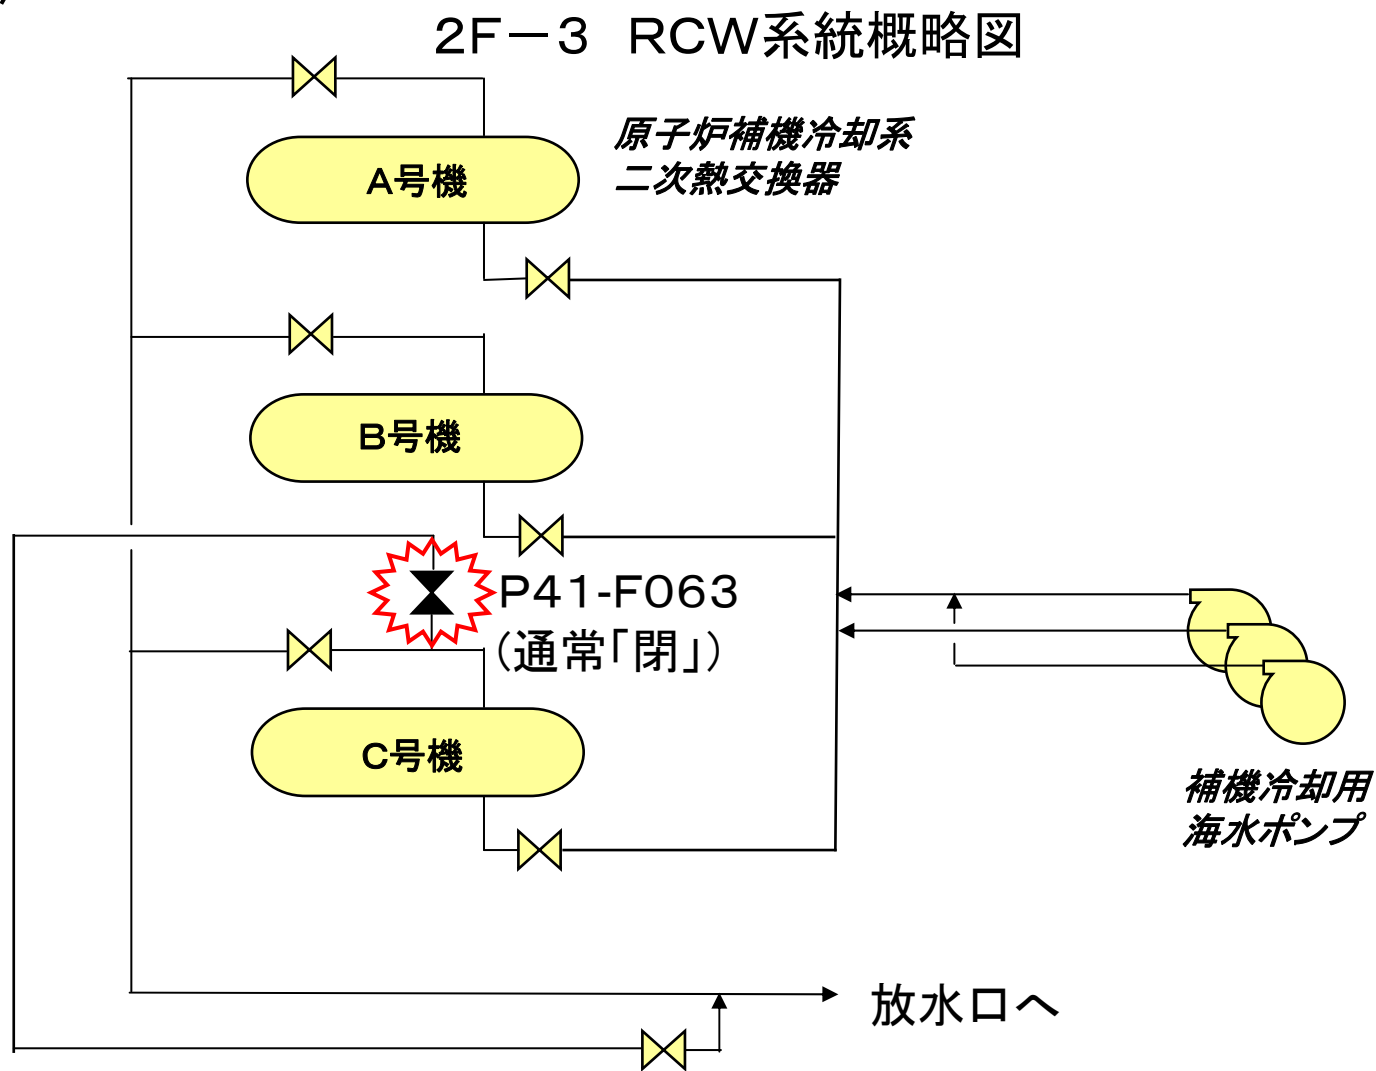 2F-3 RCW系統概略図
原子炉補機冷却系
二次熱交換器
A号機
B号機
P41-F063
(通常「閉」)
C号機
補機冷却用
海水ポンプ
放水口へ